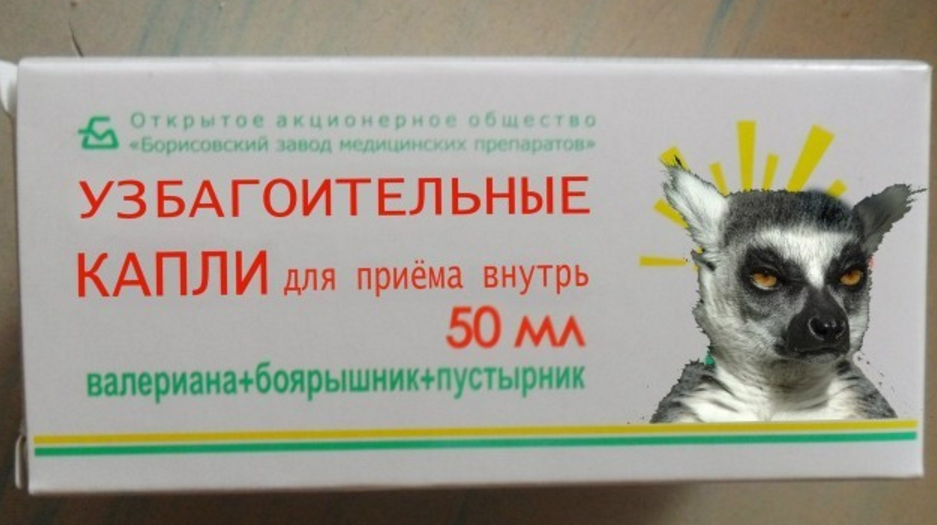 Открытое акционерное общество
«Борисовский завод медицинских препаратов»
УЗБАГОИТЕЛЬНЫЕ
КАПЛИ для приёма внутрь
50 мл
валериана+боярышник+пустырник